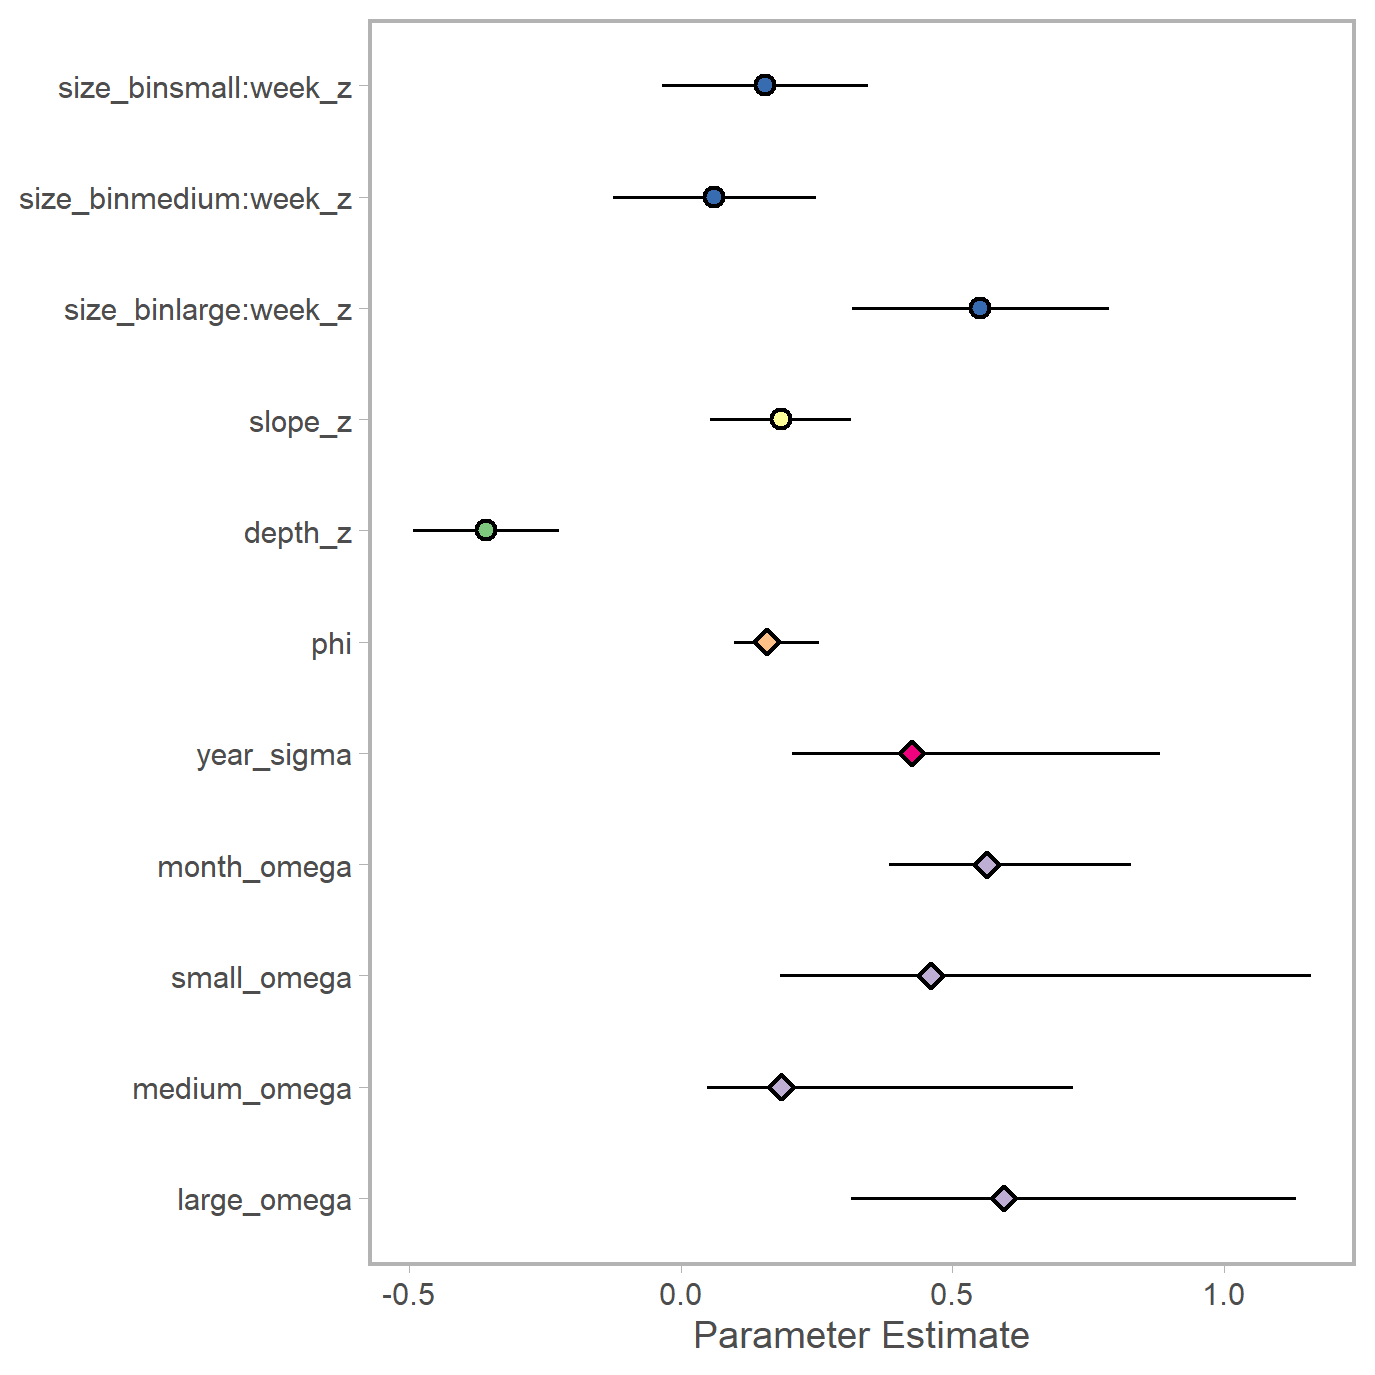 size_binsmall:week_z
size_binmedium:week_z
size_binlarge:week_z
slope_z
depth_z
phi
year_sigma
month_omega
small_omega
medium_omega
large_omega
-0.5 0.0 0.5 1.0
Parameter Estimate